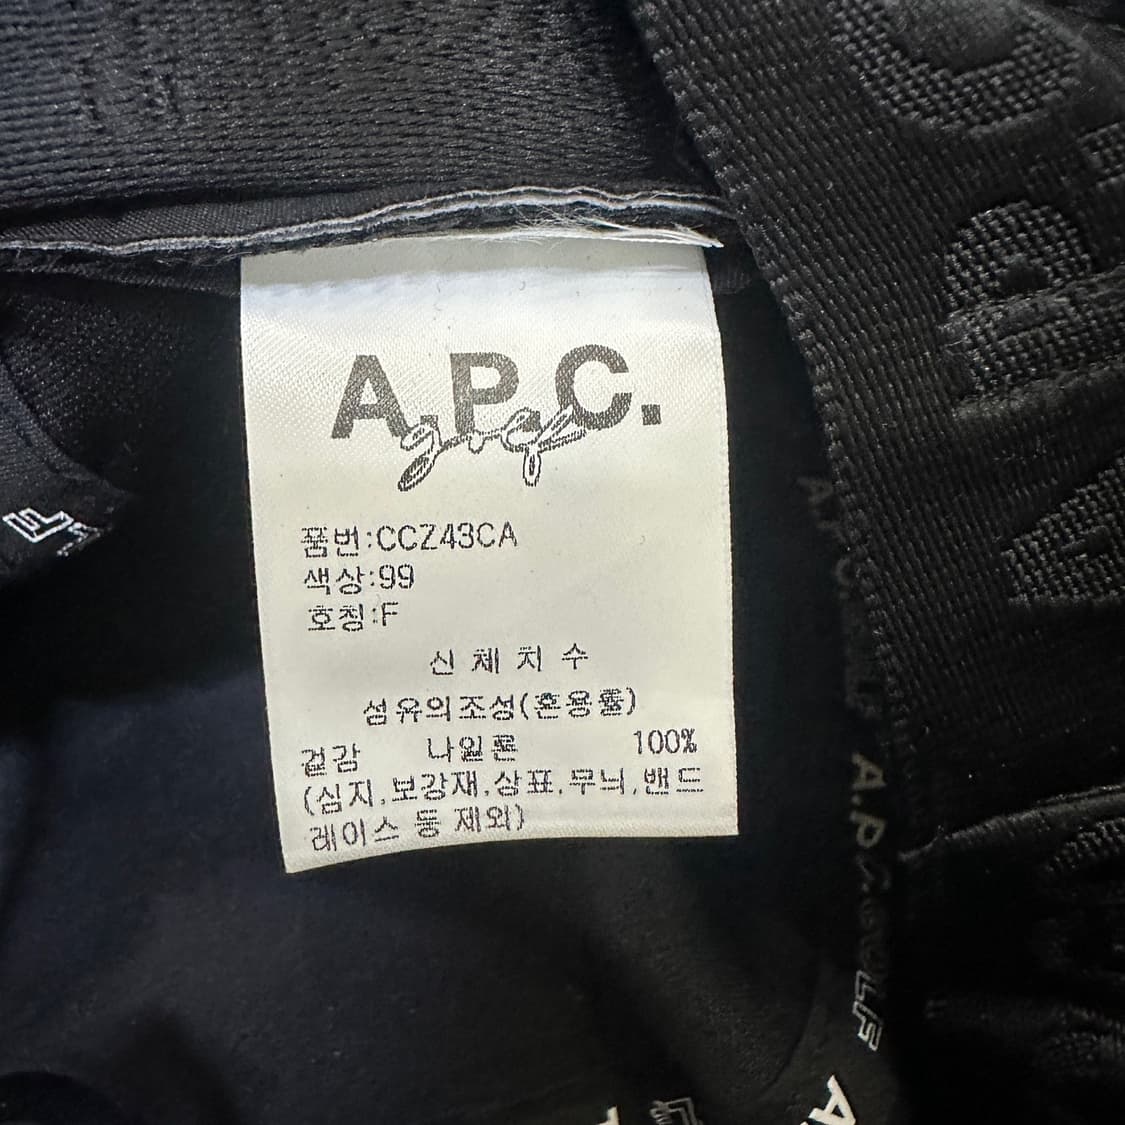 A.P.C.
golf
품번:CCZ43CA
색상:99
호칭:F
신체치수
섬유의조성(혼용률)
겉감 나일론 100%
(심지,보강재,상표,무늬,밴드
레이스 등 제외)
A.P.C. GOLF